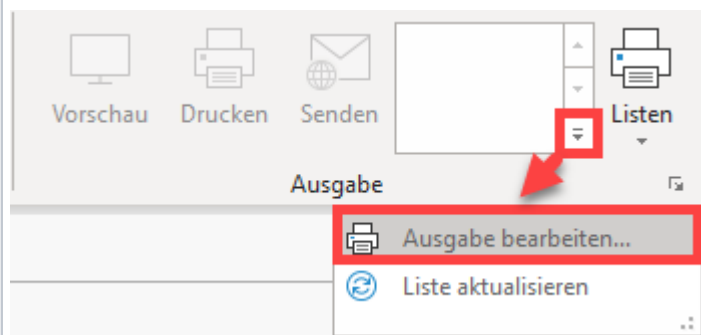 Vorschau Drucken Senden Listen
Ausgabe
Ausgabe bearbeiten...
Liste aktualisieren